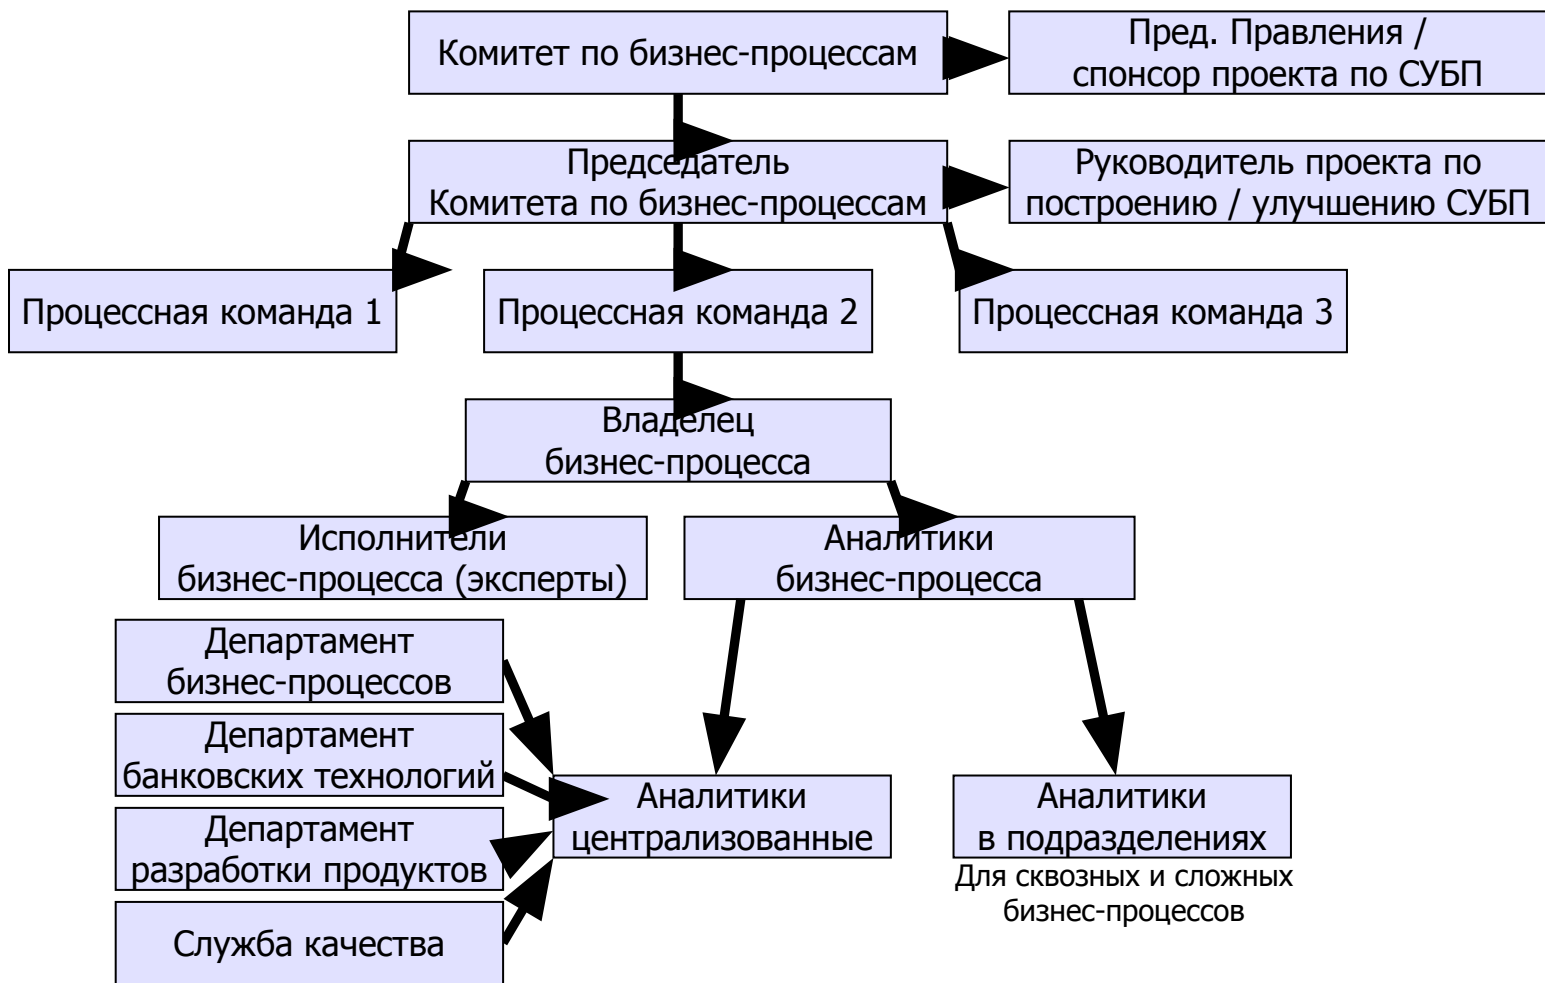 Комитет по бизнес-процессам
Пред. Правления /
спонсор проекта по СУБП
Председатель
Комитета по бизнес-процессам
Руководитель проекта по
построению / улучшению СУБП
Процессная команда 1
Процессная команда 2
Процессная команда 3
Владелец
бизнес-процесса
Исполнители
бизнес-процесса (эксперты)
Аналитики
бизнес-процесса
Департамент
бизнес-процессов
Департамент
банковских технологий
Департамент
разработки продуктов
Служба качества
Аналитики
централизованные
Аналитики
в подразделениях
Для сквозных и сложных
бизнес-процессов